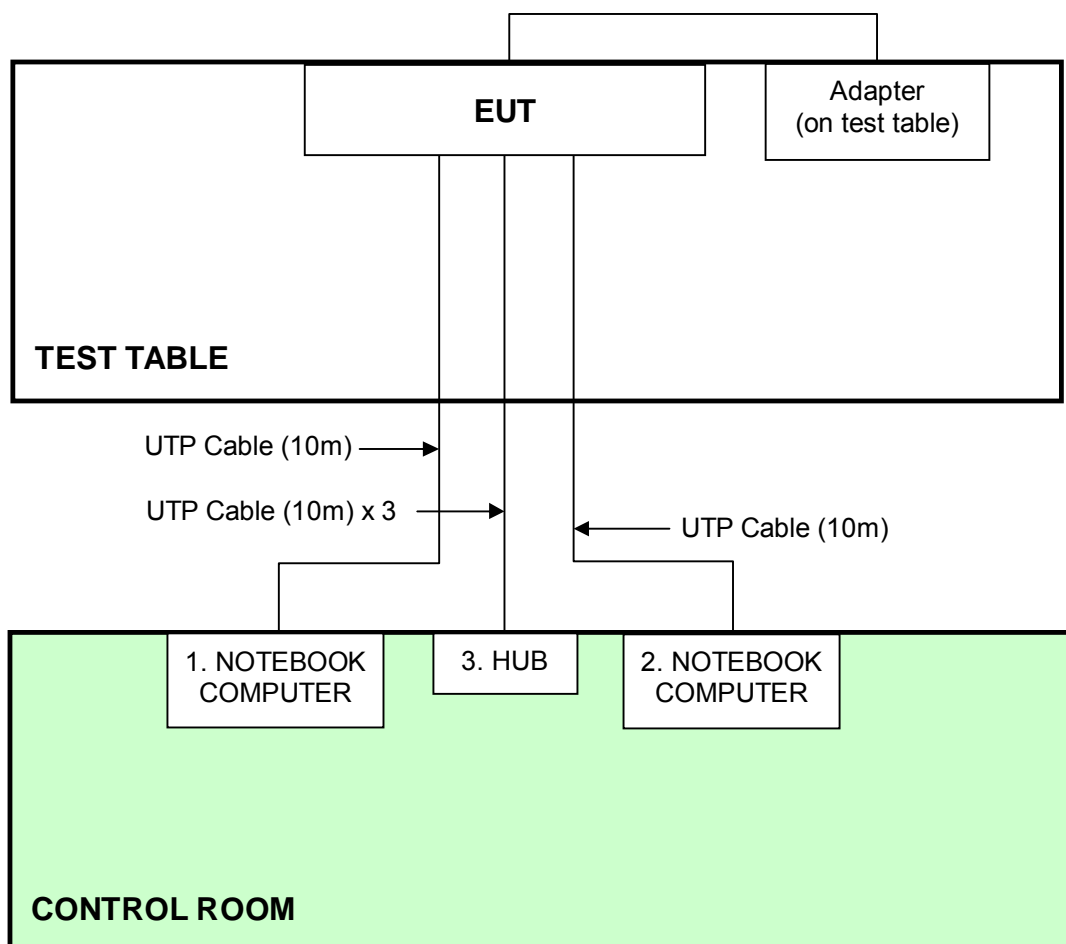 EUT
Adapter
(on test table)
TEST TABLE
UTP Cable (10m)
UTP Cable (10m) x 3
UTP Cable (10m)
1. NOTEBOOK
COMPUTER
3. HUB
2. NOTEBOOK
COMPUTER
CONTROL ROOM